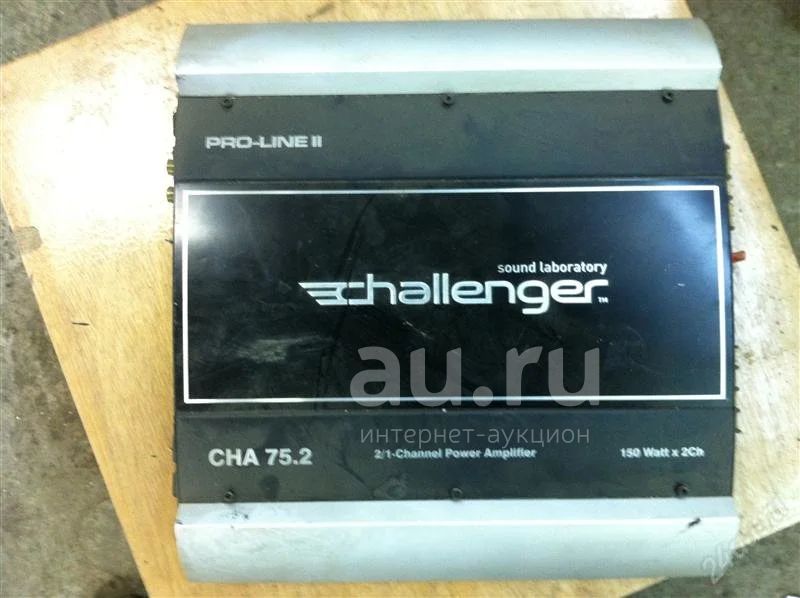 PRO-LINE II
sound laboratory
challenger™
au.ru
интернет-аукцион
CHA 75.2
2/1-Channel Power Amplifier
150 Watt x 2Ch